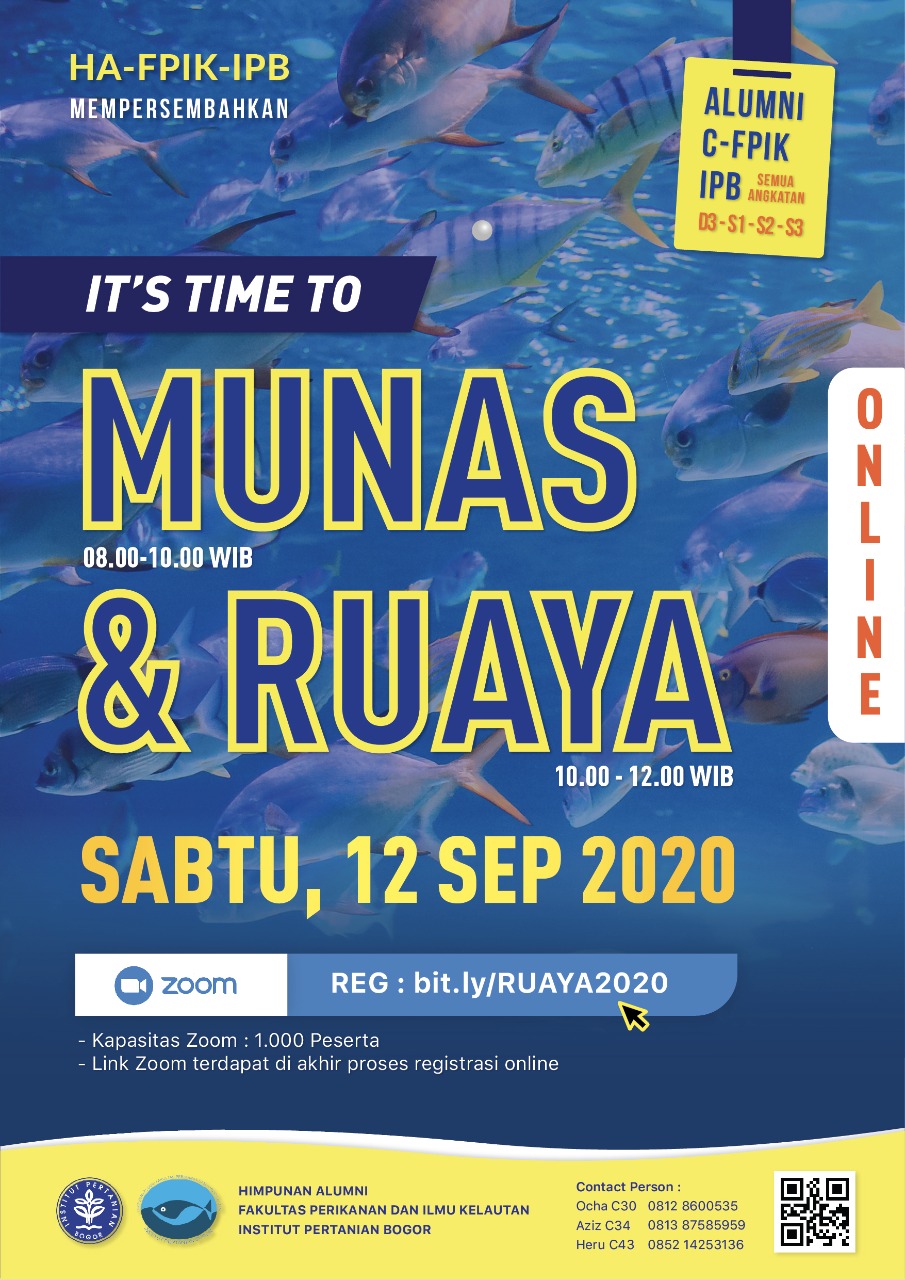 HA-FPIK-IPB
MEMPERSEMBAHKAN
ALUMNI
C-FPIK
IPB SEMUA
ANGKATAN
D3-S1-S2-S3
IT'S TIME TO
MUNAS
08.00-10.00 WIB
& RUAYA
10.00 - 12.00 WIB
ONLINE
SABTU, 12 SEP 2020
zoom
REG : bit.ly/RUAYA2020
- Kapasitas Zoom : 1.000 Peserta
- Link Zoom terdapat di akhir proses registrasi online
INSTITUT PERTANIAN
BOGOR
HIMPUNAN ALUMNI
FAKULTAS PERIKANAN DAN ILMU KELAUTAN
INSTITUT PERTANIAN BOGOR
Contact Person :
Ocha C30 0812 8600535
Aziz C34 0813 87585959
Heru C43 0852 14253136